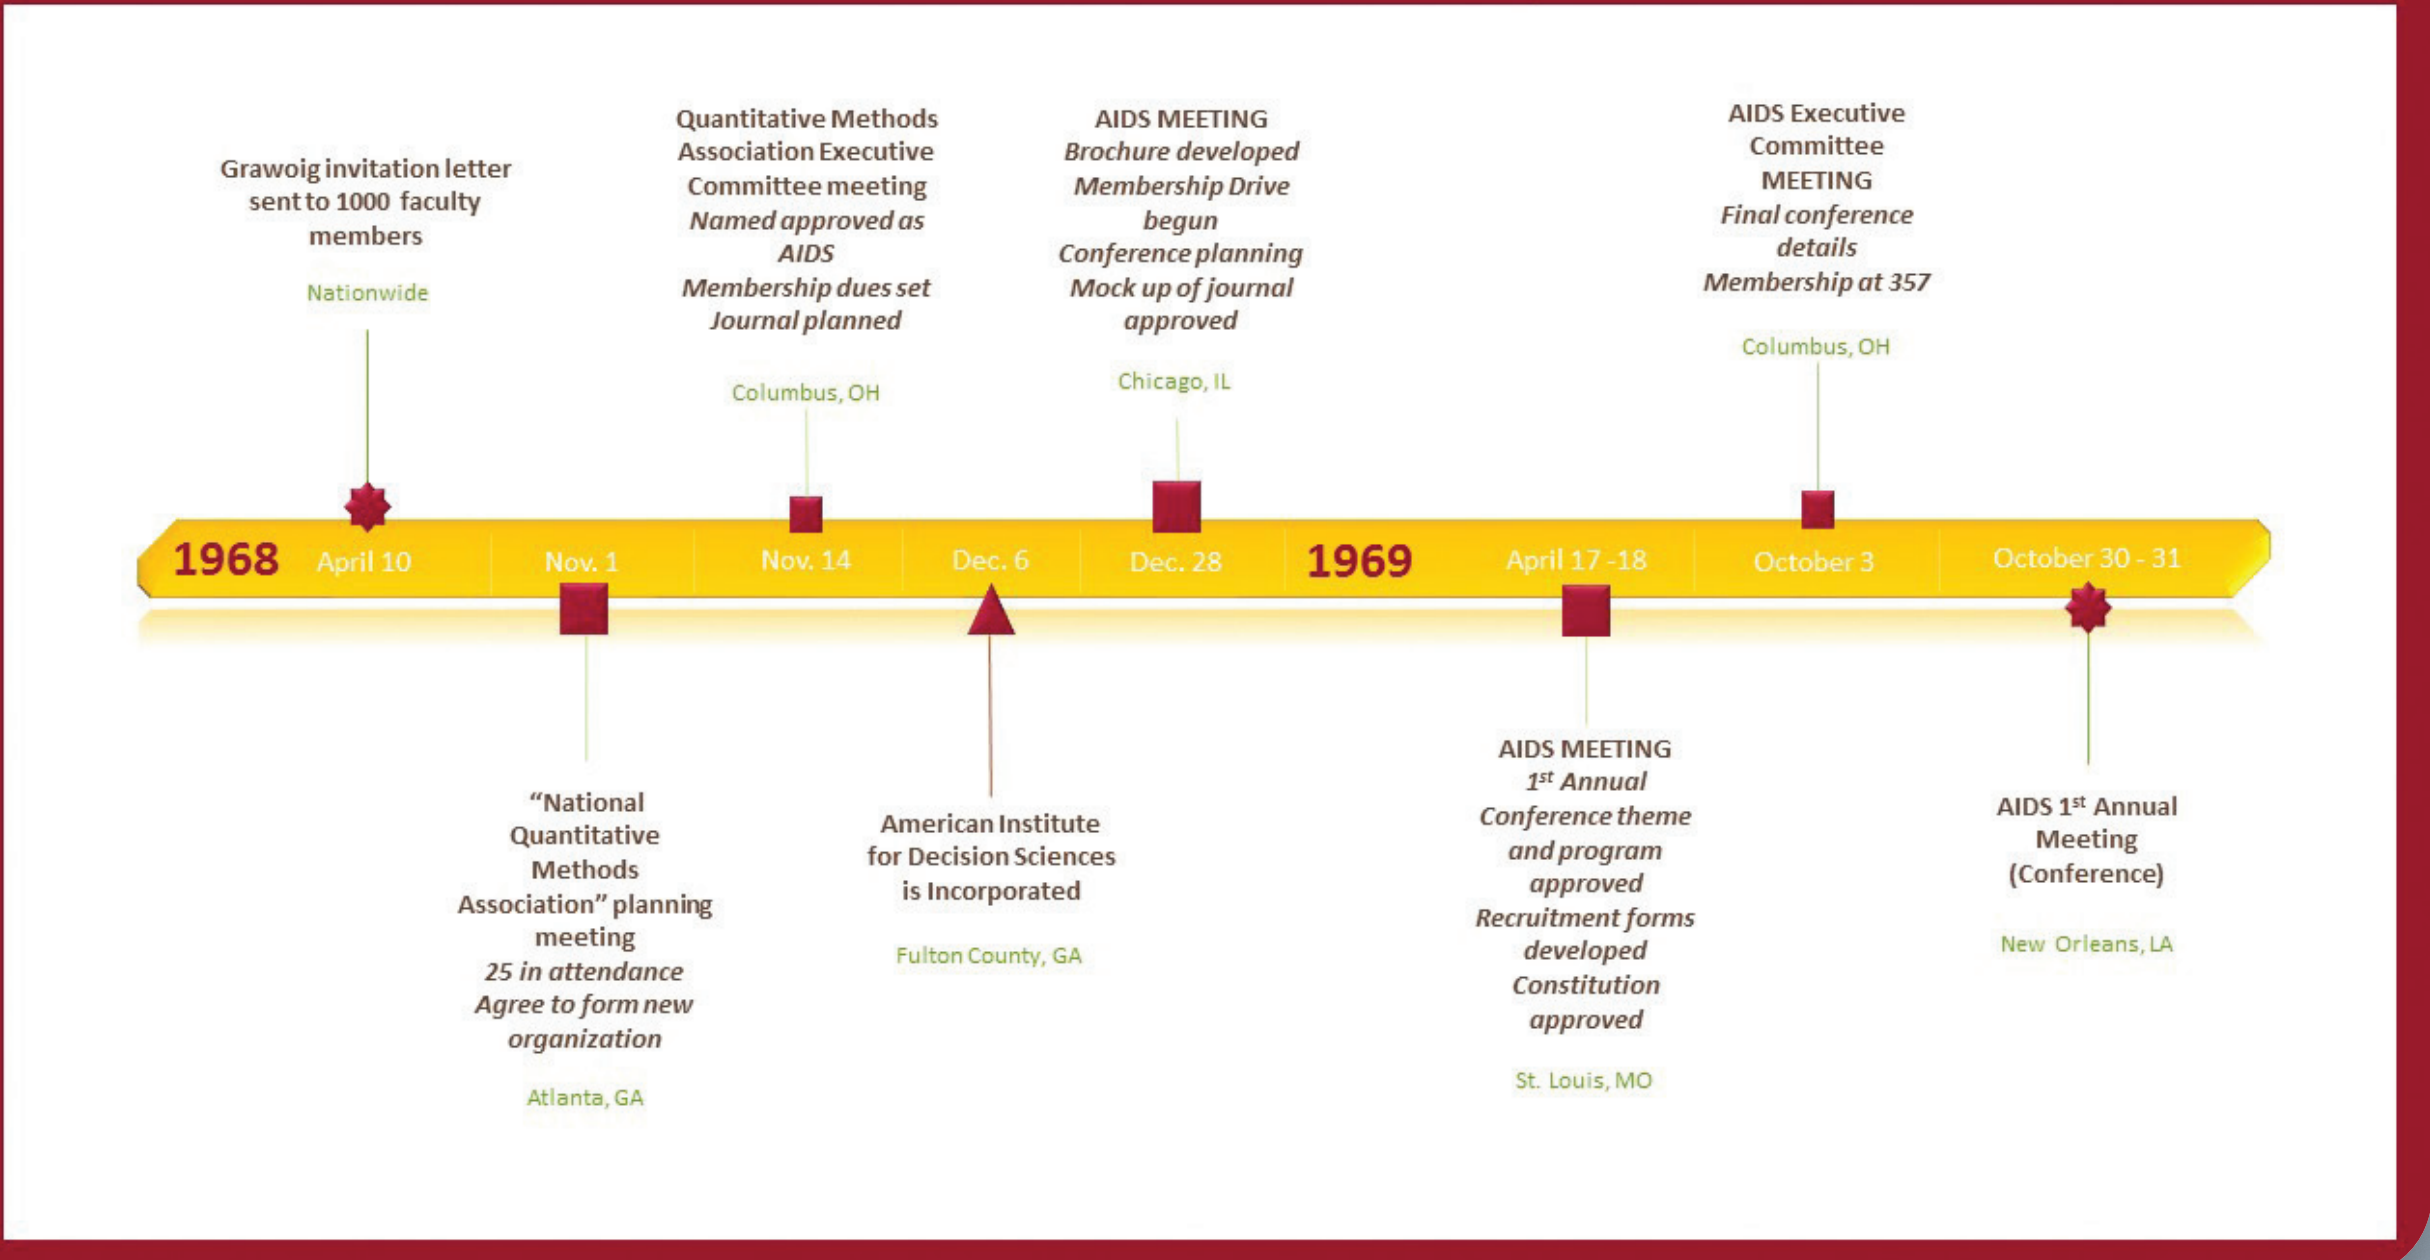 Grawoig invitation letter
sent to 1000 faculty
members
Nationwide
Quantitative Methods
Association Executive
Committee meeting
Named approved as
AIDS
Membership dues set
Journal planned
Columbus, OH
AIDS MEETING
Brochure developed
Membership Drive
begun
Conference planning
Mock up of journal
approved
Chicago, IL
AIDS Executive
Committee
MEETING
Final conference
details
Membership at 357
Columbus, OH
1968 April 10 Nov. 1 Nov. 14 Dec. 6 Dec. 28 1969 April 17 -18 October 3 October 30 - 31
“National
Quantitative
Methods
Association” planning
meeting
25 in attendance
Agree to form new
organization
Atlanta, GA
American Institute
for Decision Sciences
is Incorporated
Fulton County, GA
AIDS MEETING
1st Annual
Conference theme
and program
approved
Recruitment forms
developed
Constitution
approved
St. Louis, MO
AIDS 1st Annual
Meeting
(Conference)
New Orleans, LA